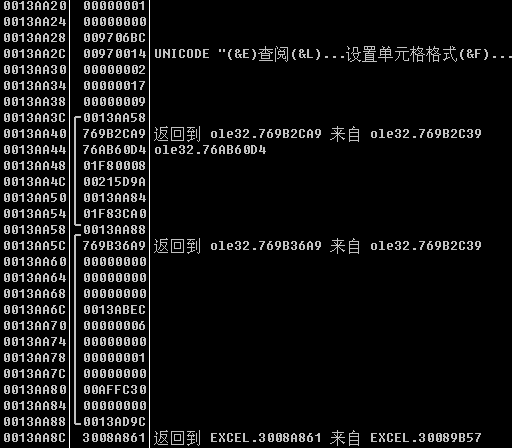 0013AA20 00000001
0013AA24 00000000
0013AA28 009706BC
0013AA2C 00970014 UNICODE "(&E)查阅(&L)...设置单元格格式(&F)...
0013AA30 00000002
0013AA34 00000017
0013AA38 00000009
0013AA3C 0013AA58
0013AA40 769B2CA9 返回到 ole32.769B2CA9 来自 ole32.769B2C39
0013AA44 76AB60D4 ole32.76AB60D4
0013AA48 01F80008
0013AA4C 00215D9A
0013AA50 0013AA84
0013AA54 01F83CA0
0013AA58 0013AA88
0013AA5C 769B36A9 返回到 ole32.769B36A9 来自 ole32.769B2C39
0013AA60 00000000
0013AA64 00000000
0013AA68 00000000
0013AA6C 0013ABEC
0013AA70 00000006
0013AA74 00000000
0013AA78 00000001
0013AA7C 00000000
0013AA80 00AFFC30
0013AA84 00000000
0013AA88 0013AD9C
0013AA8C 3008A861 返回到 EXCEL.3008A861 来自 EXCEL.30089B57